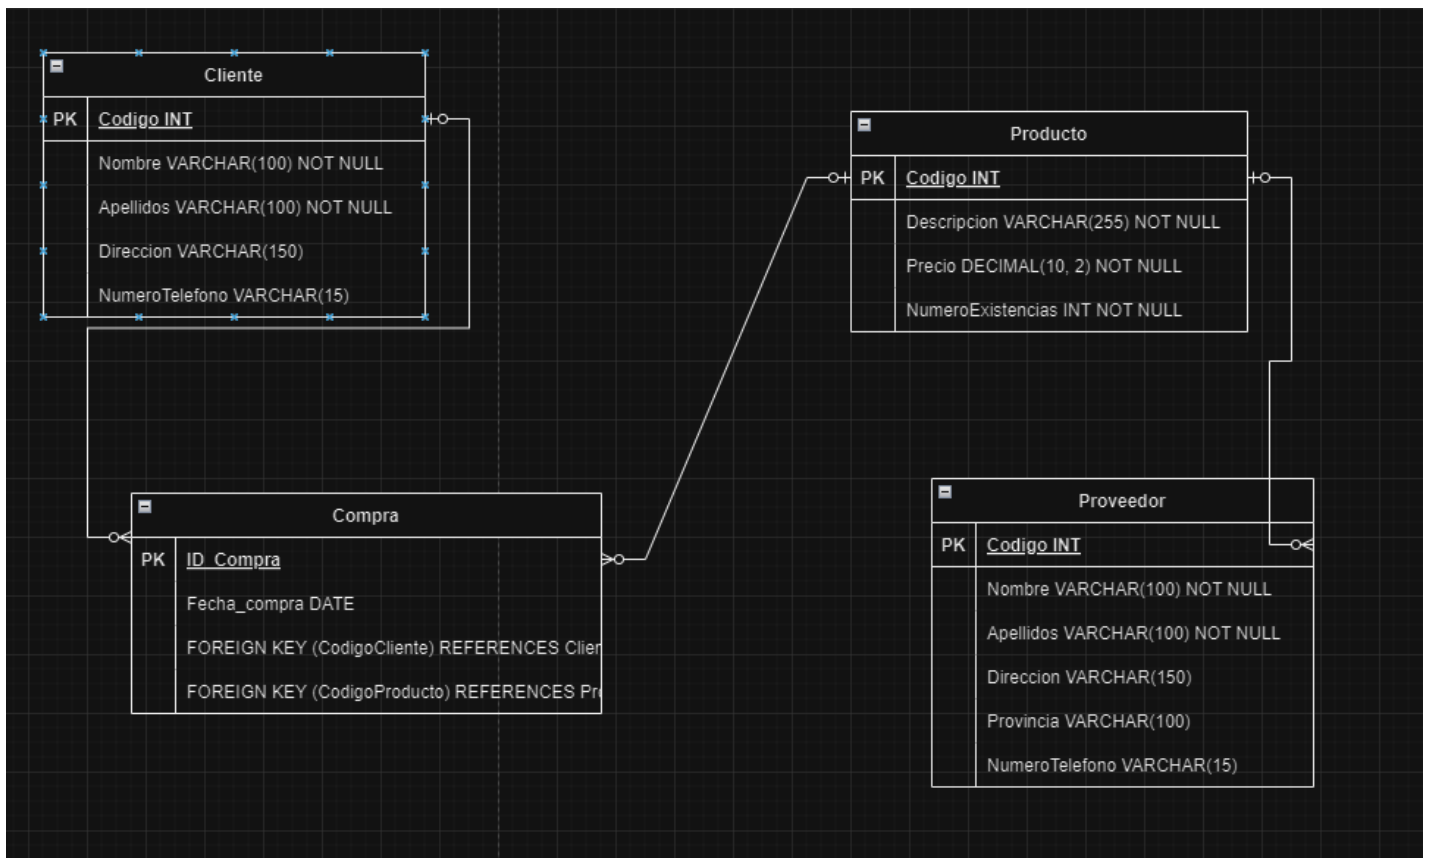 Cliente
PK Codigo INT
Nombre VARCHAR(100) NOT NULL
Apellidos VARCHAR(100) NOT NULL
Direccion VARCHAR(150)
NumeroTelefono VARCHAR(15)
Producto
PK Codigo INT
Descripcion VARCHAR(255) NOT NULL
Precio DECIMAL(10, 2) NOT NULL
NumeroExistencias INT NOT NULL
Compra
PK ID_Compra
Fecha_compra DATE
FOREIGN KEY (CodigoCliente) REFERENCES
FOREIGN KEY (CodigoProducto) REFERENCES
Proveedor
PK Codigo INT
Nombre VARCHAR(100) NOT NULL
Apellidos VARCHAR(100) NOT NULL
Direccion VARCHAR(150)
Provincia VARCHAR(100)
NumeroTelefono VARCHAR(15)